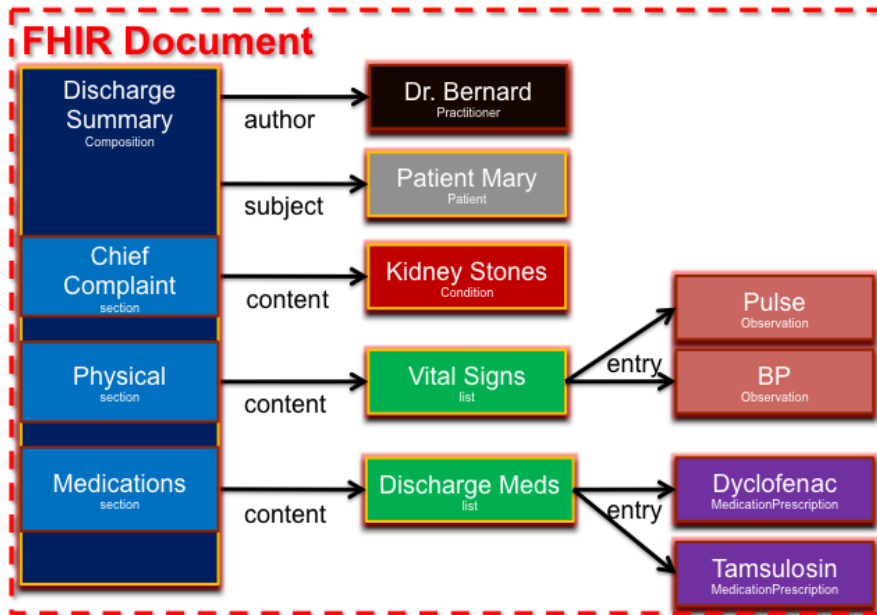 FHIR Document
Discharge
Summary
Composition
author
Dr. Bernard
Practitioner
subject
Patient Mary
Patient
Chief
Complaint
section
content
Kidney Stones
Condition
Physical
section
content
Vital Signs
list
entry
Pulse
Observation
BP
Observation
Medications
section
content
Discharge Meds
list
entry
Dyclofenac
MedicationPrescription
Tamsulosin
MedicationPrescription